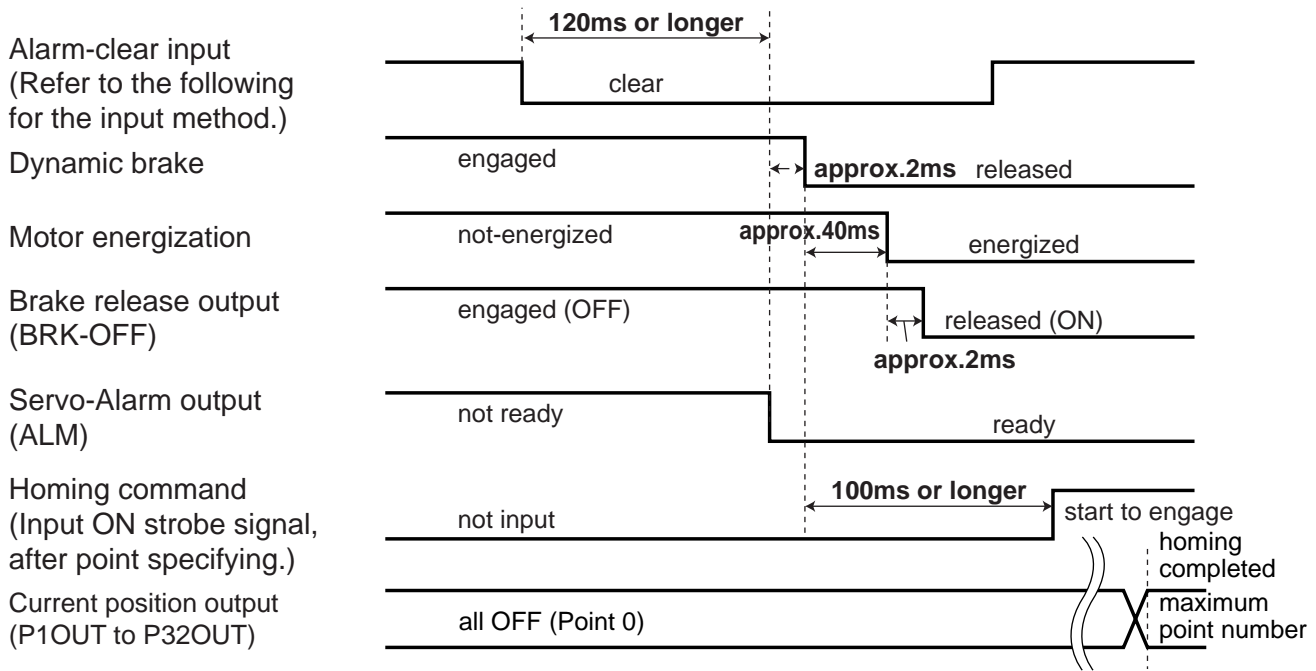 120ms or longer
Alarm-clear input
(Refer to the following
for the input method.)
clear
Dynamic brake
engaged
approx.2ms
released
Motor energization
not-energized
approx.40ms
energized
Brake release output
(BRK-OFF)
engaged (OFF)
released (ON)
approx.2ms
Servo-Alarm output
(ALM)
not ready
ready
Homing command
(Input ON strobe signal,
after point specifying.)
not input
100ms or longer
start to engage
homing
completed
Current position output
(P1OUT to P32OUT)
all OFF (Point 0)
maximum
point number